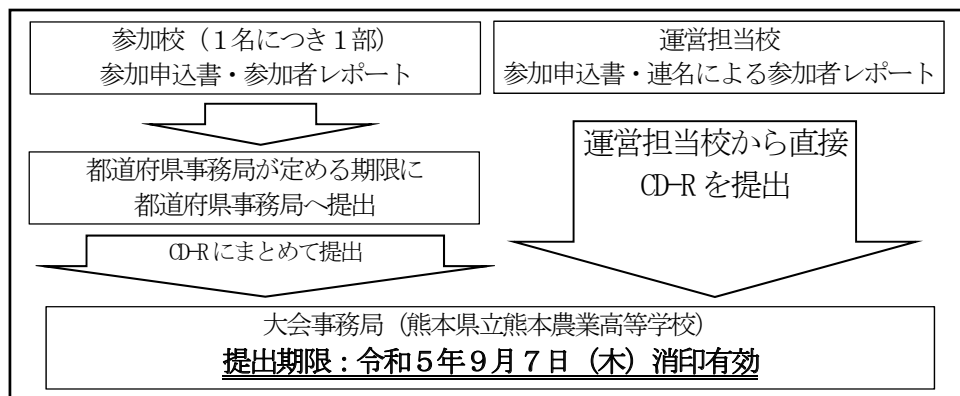 参加校（１名につき１部）
参加申込書・参加者レポート
運営担当校
参加申込書・連名による参加者レポート
都道府県事務局が定める期限に
都道府県事務局へ提出
運営担当校から直接
CD-R を提出
CD-R にまとめて提出
大会事務局（熊本県立熊本農業高等学校）
提出期限：令和５年９月７日（木）消印有効